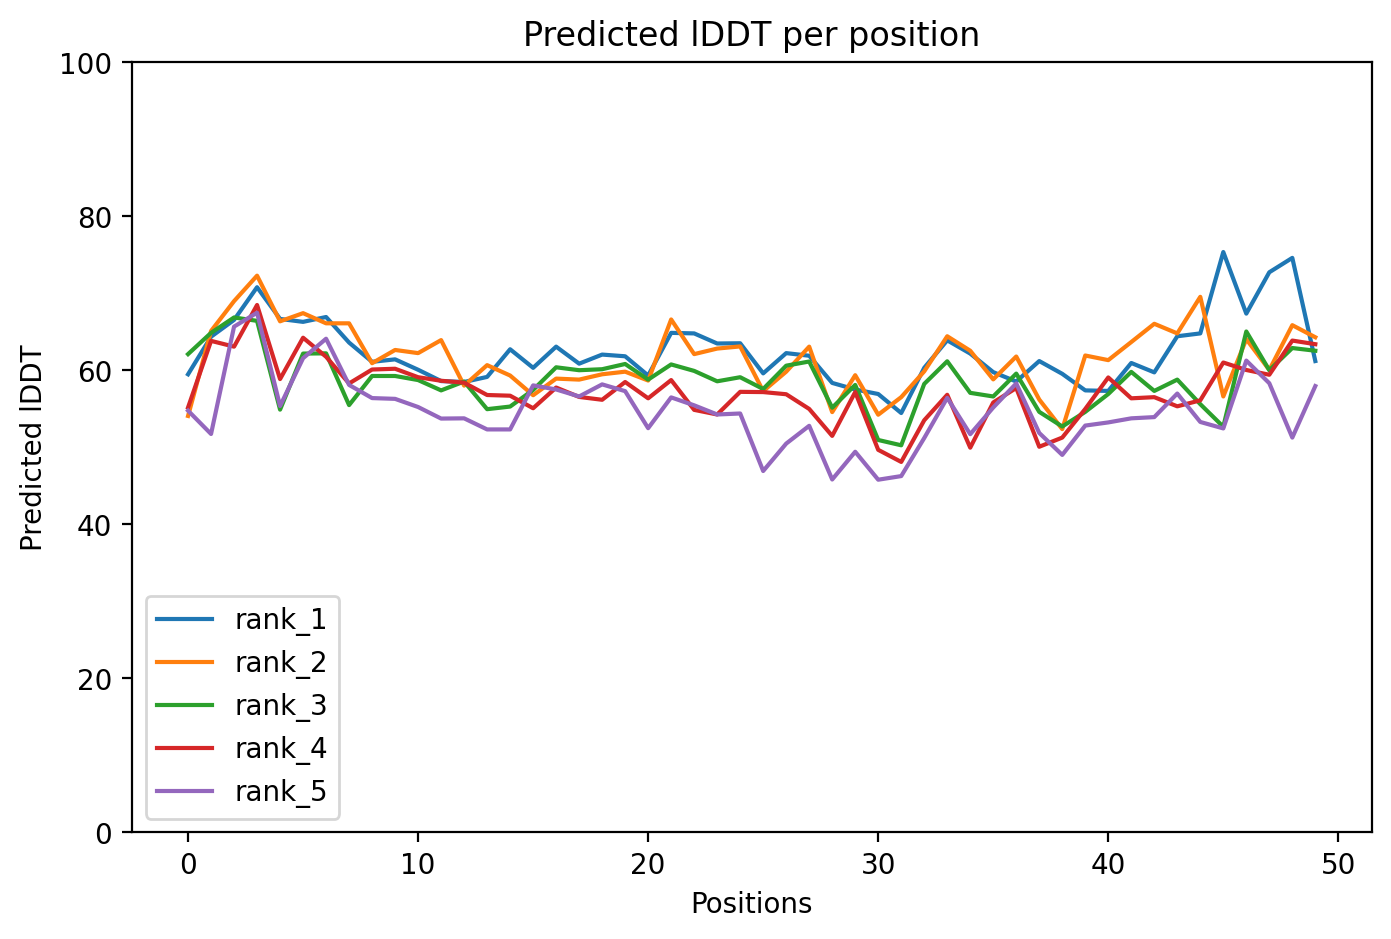 Predicted lDDT per position
Predicted lDDT
100
80
60
40
20
0
rank_1
rank_2
rank_3
rank_4
rank_5
0 10 20 30 40 50
Positions